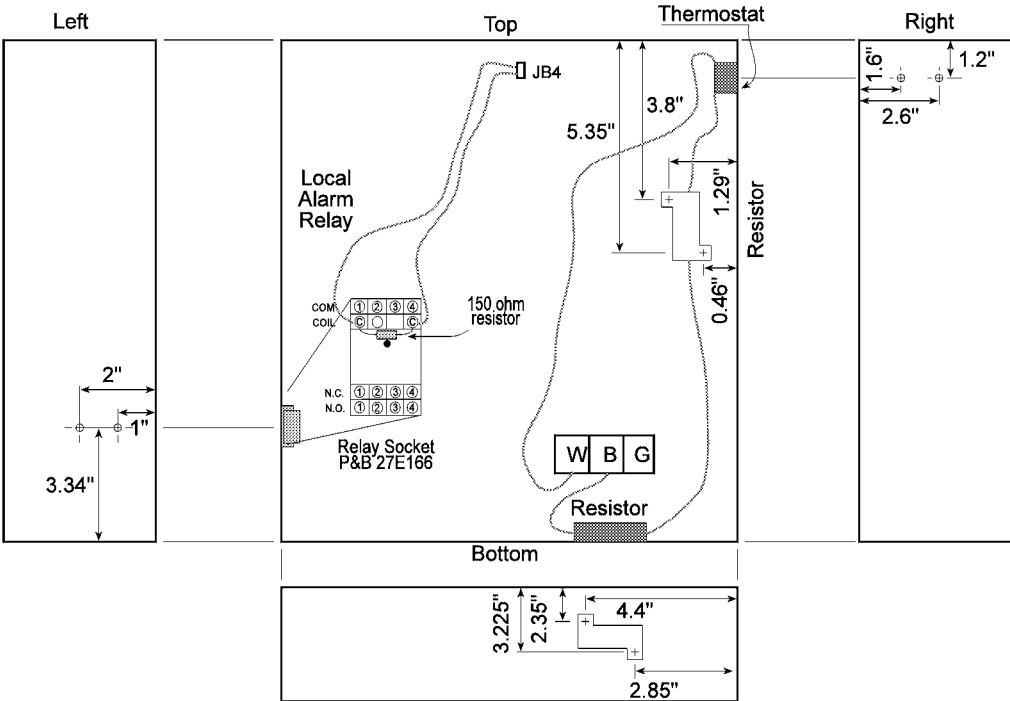 Left
Top
Thermostat
Right
JB4
1.6"
1.2"
2.6"
3.8"
5.35"
1.29"
Resistor
0.46"
Local
Alarm
Relay
COM
1 2 3 4
COIL
C C
150 ohm
resistor
N.C.
1 2 3 4
N.O.
1 2 3 4
Relay Socket
P&B 27E166
2"
1"
3.34"
W B G
Resistor
Bottom
3.225"
2.35"
4.4"
2.85"